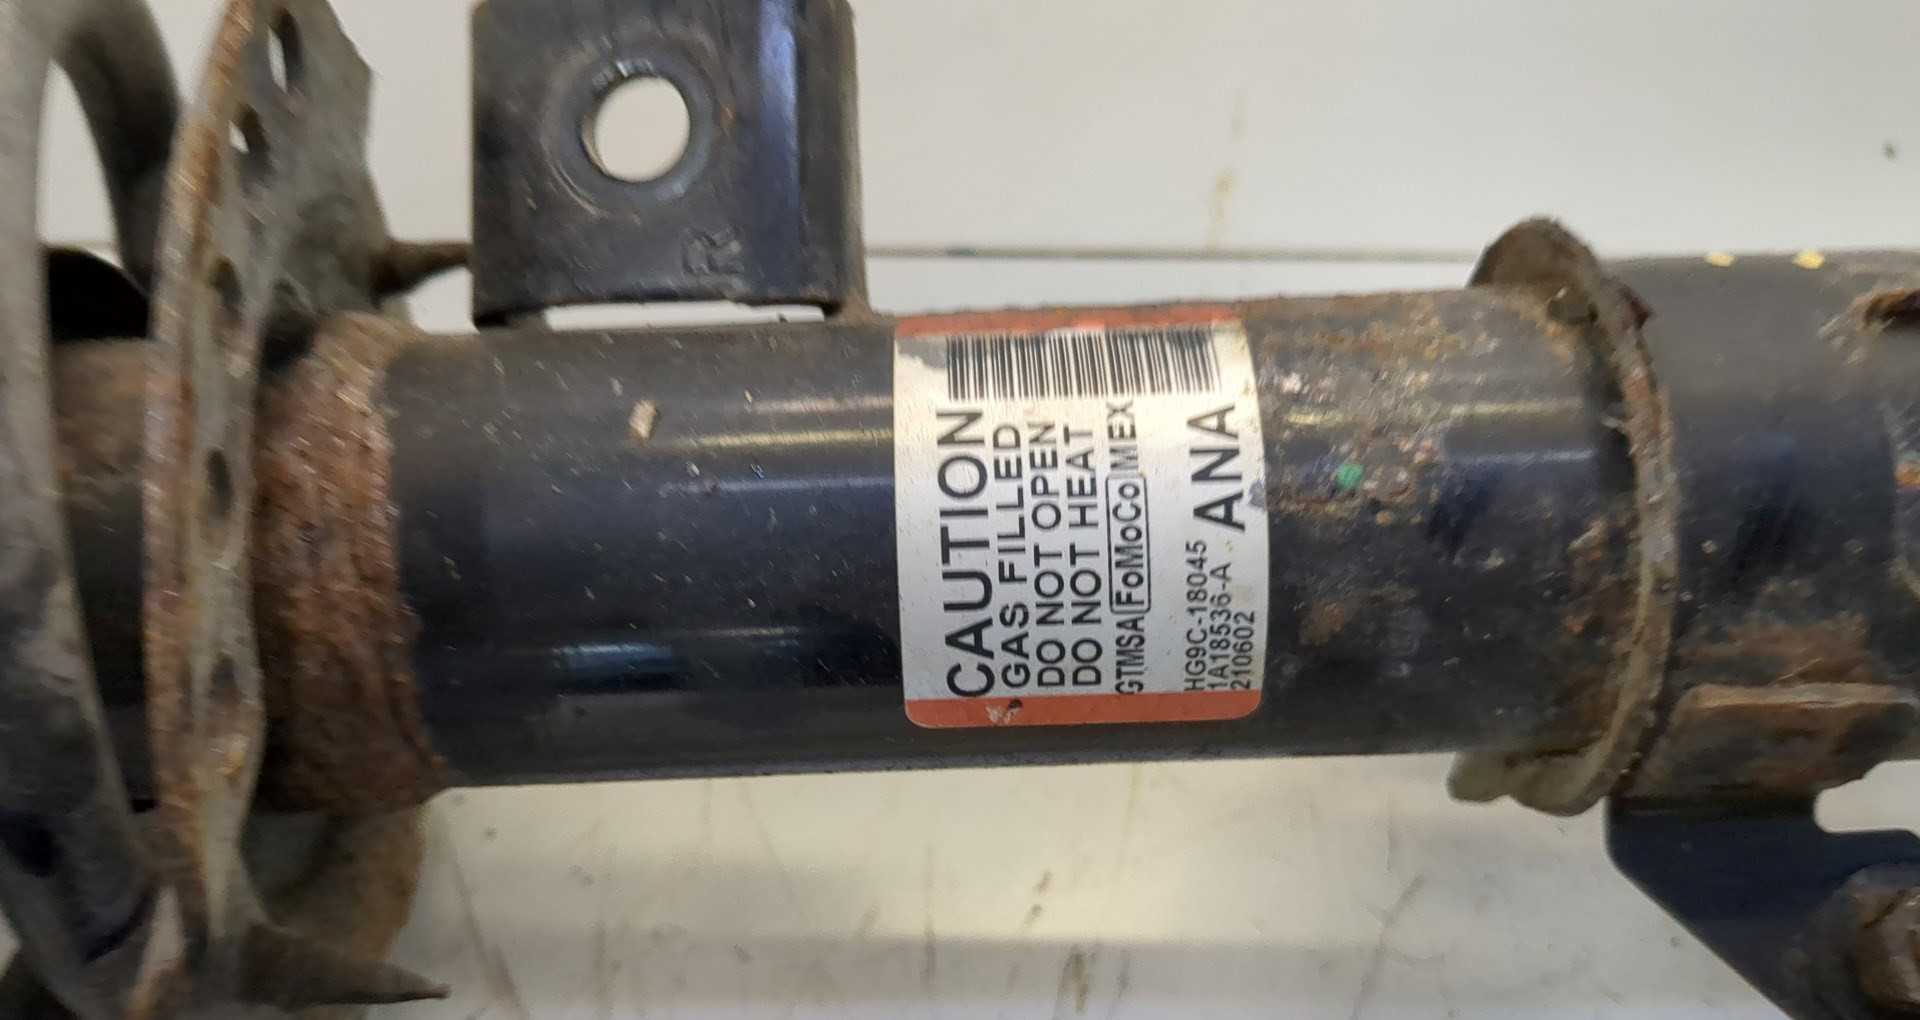 R
CAUTION
GAS FILLED
DO NOT OPEN
DO NOT HEAT
GTMSA FoMoCo MEX
HG9C-18045
1A18536-A
210602
ANA